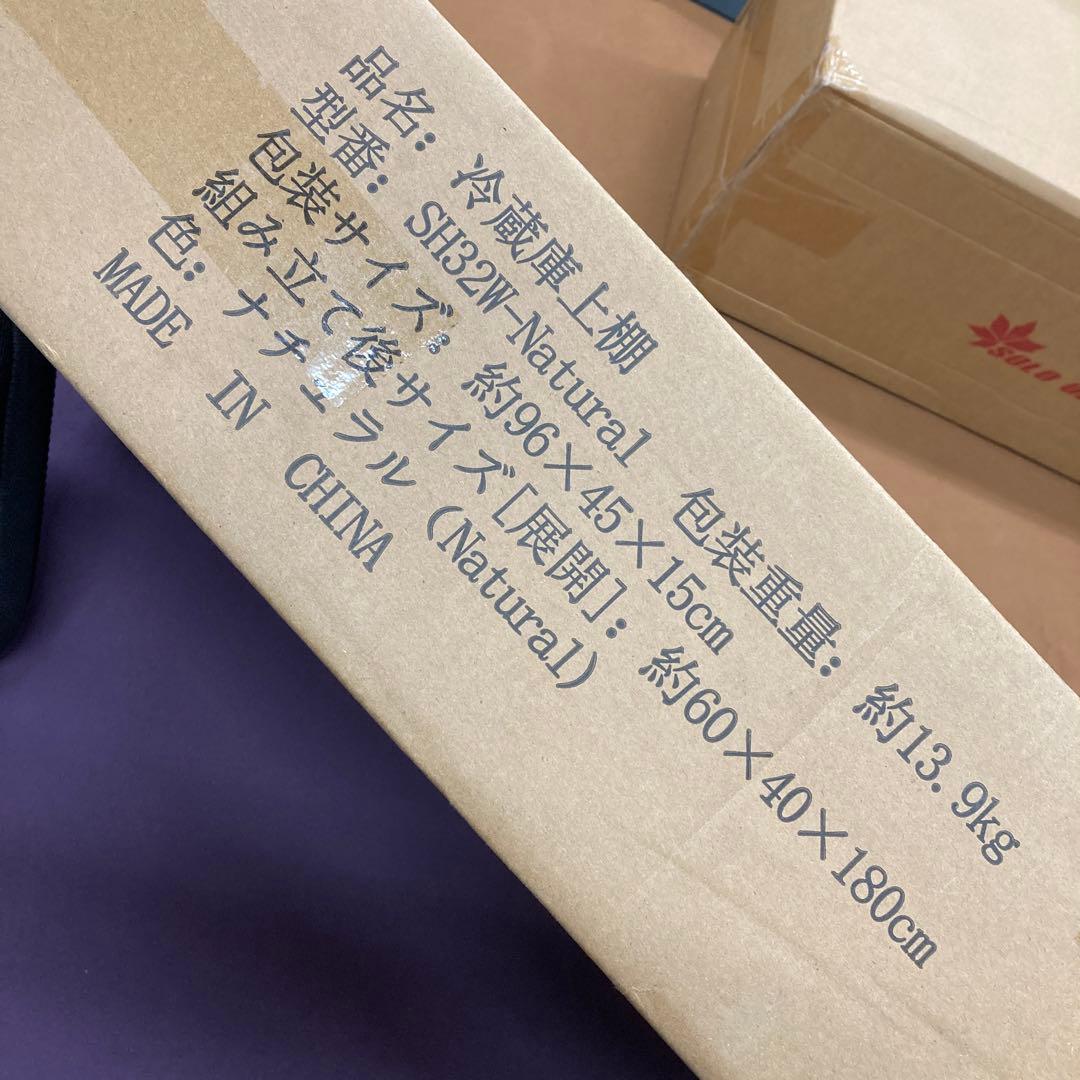 品名: 冷蔵庫上棚
型番: SH32W-Natural 包装重量: 約13.9kg
包装サイズ: 約96×45×15cm
組み立て後サイズ[展開]: 約60×40×180cm
色: ナチュラル (Natural)
MADE IN CHINA